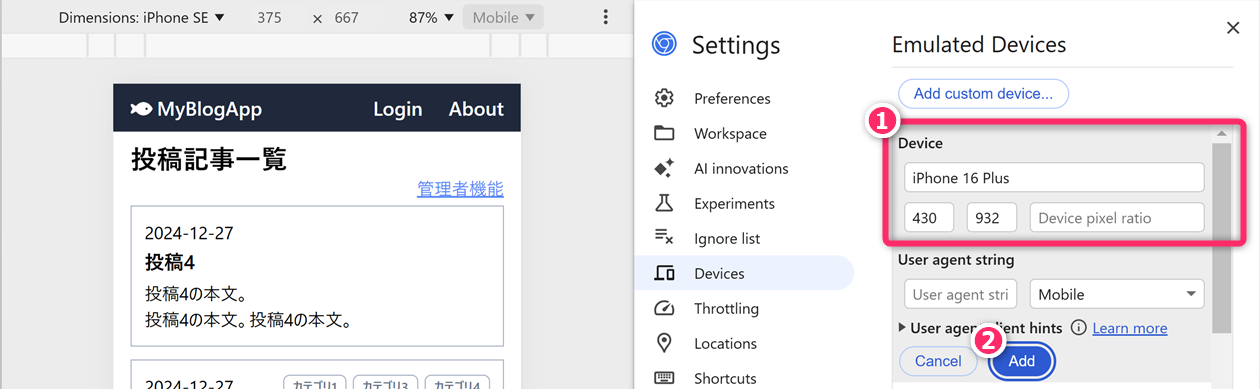 Dimensions: iPhone SE ▼ 375 × 667 87% ▼ Mobile ▼
MyBlogApp Login About
投稿記事一覧
管理者機能
2024-12-27
投稿4
投稿4の本文。
投稿4の本文。投稿4の本文。
2024-12-27 カテゴリ1 カテゴリ3 カテゴリ4
Settings
Preferences
Workspace
AI innovations
Experiments
Ignore list
Devices
Throttling
Locations
Shortcuts
Emulated Devices
Add custom device...
1
Device
iPhone 16 Plus
430 932 Device pixel ratio
User agent string
User agent stri Mobile
User agen lient hints Learn more
2
Cancel Add